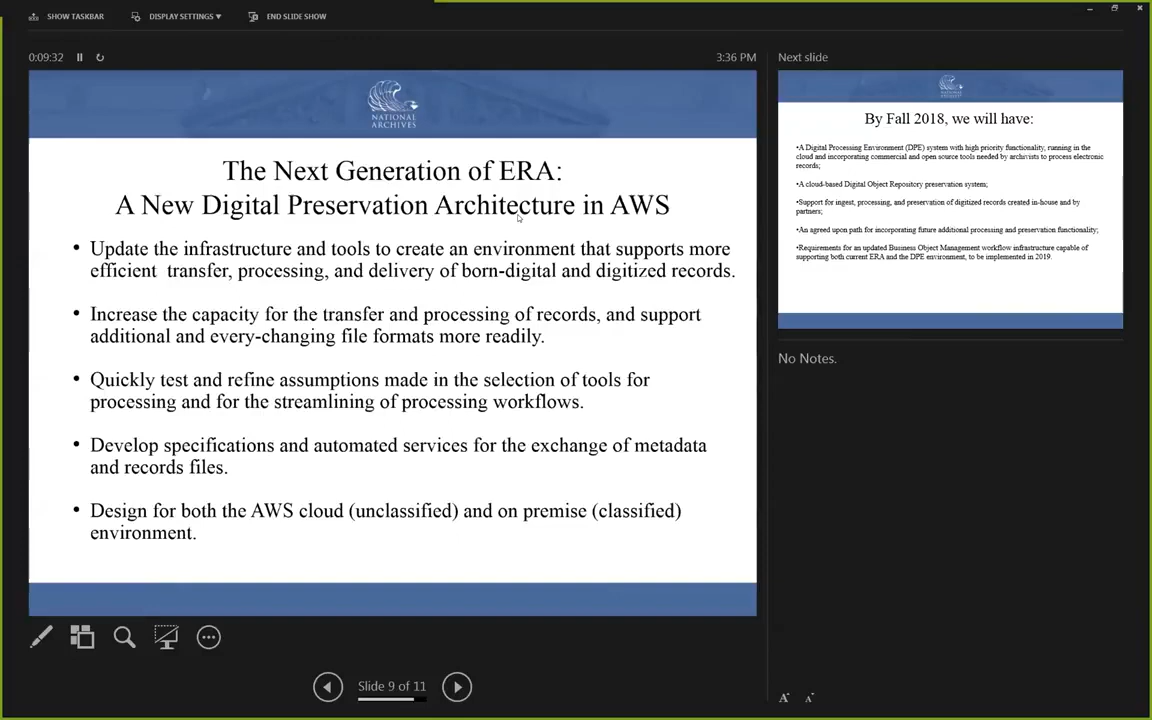 SHOW TASKBAR
DISPLAY SETTINGS ▼
END SLIDE SHOW
0:09:32
3:36 PM
NATIONAL
ARCHIVES
The Next Generation of ERA:
A New Digital Preservation Architecture in AWS
• Update the infrastructure and tools to create an environment that supports more
efficient transfer, processing, and delivery of born-digital and digitized records.
• Increase the capacity for the transfer and processing of records, and support
additional and every-changing file formats more readily.
• Quickly test and refine assumptions made in the selection of tools for
processing and for the streamlining of processing workflows.
• Develop specifications and automated services for the exchange of metadata
and records files.
• Design for both the AWS cloud (unclassified) and on premise (classified)
environment.
Slide 9 of 11
Next slide
By Fall 2018, we will have:
•A Digital Processing Environment (DPE) system with high priority functionality, running in the
cloud and incorporating commercial and open source tools needed by archivists to process electronic
records;
•A cloud-based Digital Object Repository preservation system;
•Support for ingest, processing, and preservation of digitized records created in-house and by
partners;
•An agreed upon path for incorporating future additional processing and preservation functionality;
•Requirements for an updated Business Object Management workflow infrastructure capable of
supporting both current ERA and the DPE environment, to be implemented in 2019.
No Notes.
A A